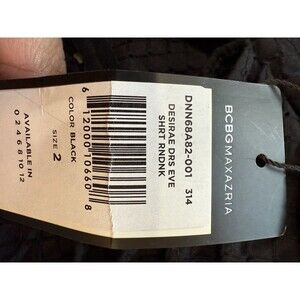 BCBGMAXAZRIA
DNN68A82-001 314
DESIRAE DRS EVE
SHRT RNDNK
6 12000 10660 8
COLOR BLACK
SIZE 2
AVAILABLE IN
0 2 4 6 8 10 12